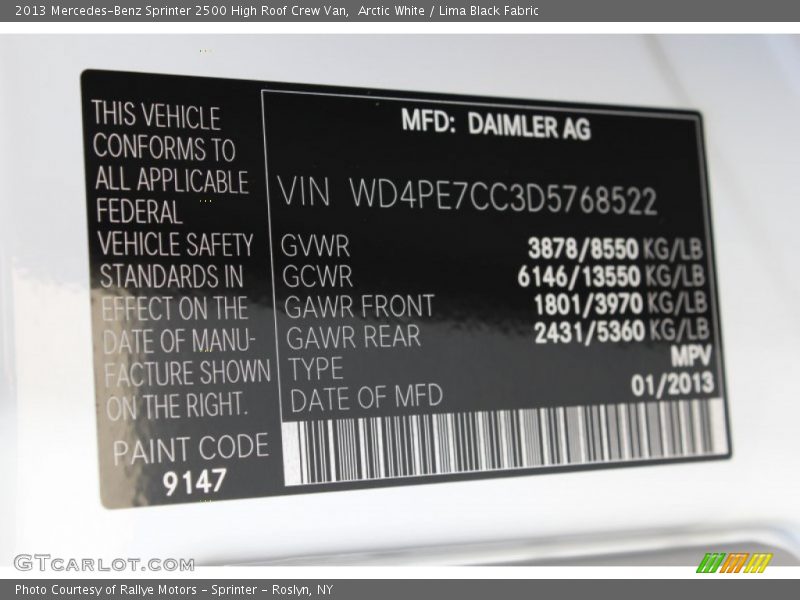 2013 Mercedes-Benz Sprinter 2500 High Roof Crew Van,  Arctic White / Lima Black Fabric
THIS VEHICLE
CONFORMS TO
ALL APPLICABLE
FEDERAL
VEHICLE SAFETY
STANDARDS IN
EFFECT ON THE
DATE OF MANU-
FACTURE SHOWN
ON THE RIGHT.
PAINT CODE
9147
MFD: DAIMLER AG
VIN WD4PE7CC3D5768522
GVWR 3878/8550 KG/LB
GCWR 6146/13550 KG/LB
GAWR FRONT 1801/3970 KG/LB
GAWR REAR 2431/5360 KG/LB
TYPE MPV
DATE OF MFD 01/2013
GTcarlot.com
Photo Courtesy of Rallye Motors - Sprinter - Roslyn, NY